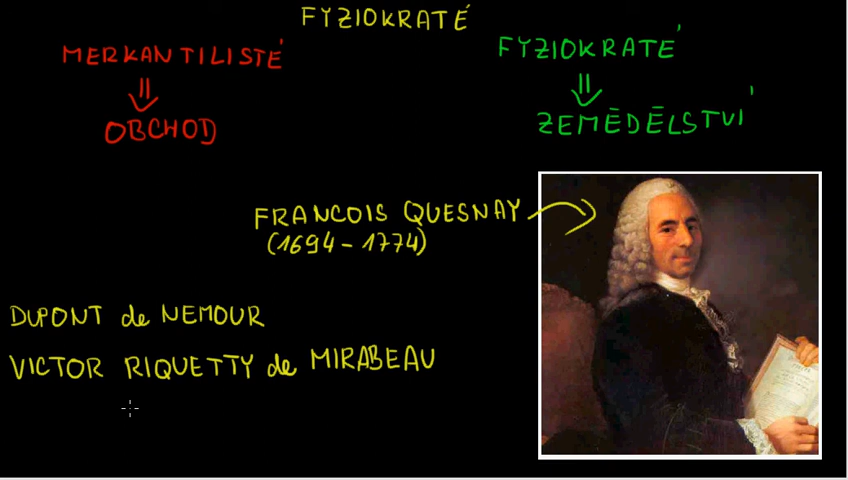 FYZIOKRATÉ
MERKANTILISTÉ
FYZIOKRATÉ
OBCHOD
ZEMĚDĚLSTVÍ
FRANCOIS QUESNAY
(1694-1774)
DUPONT de NEMOUR
VICTOR RIQUETTY de MIRABEAU